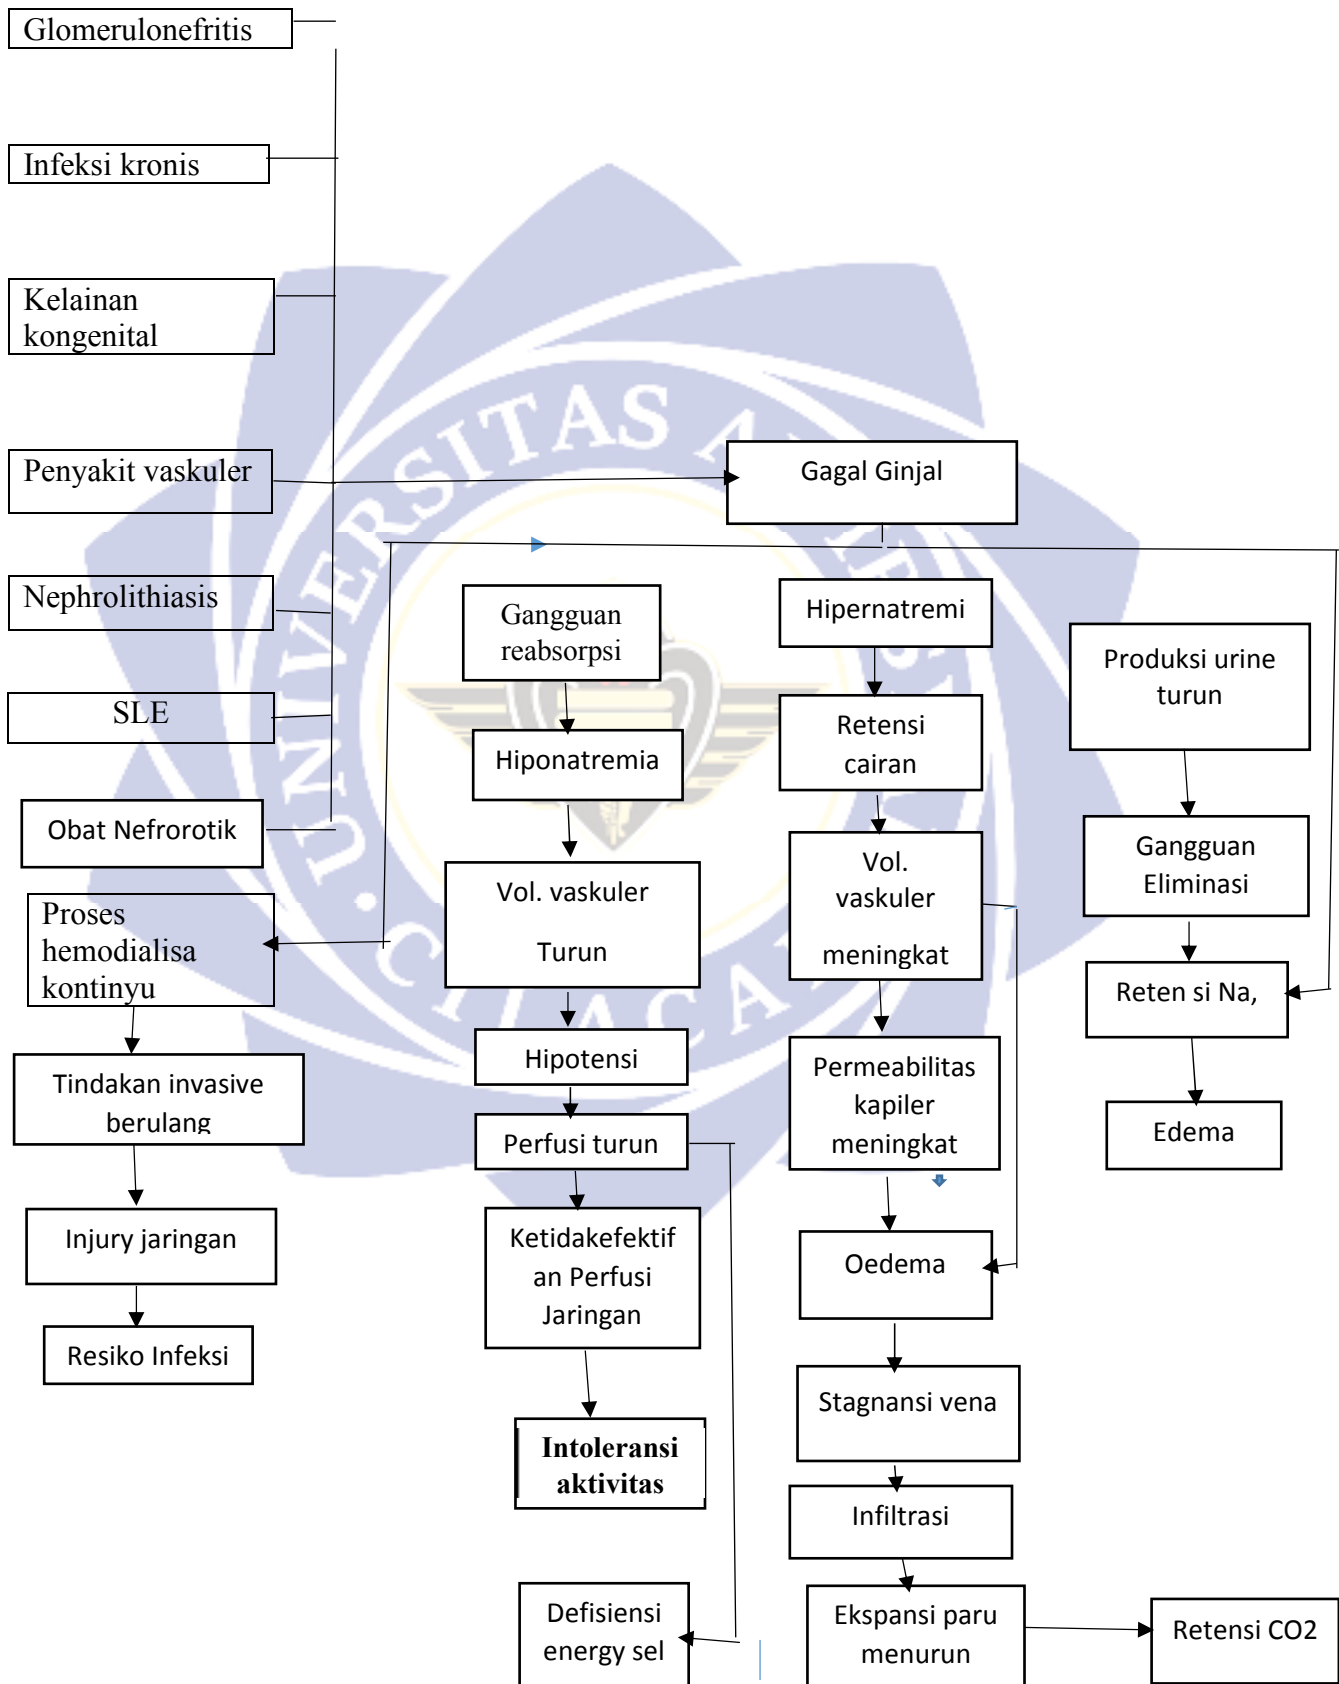 Glomerulonefritis
Infeksi kronis
Kelainan
kongenital
Penyakit vaskuler
Nephrolithiasis
SLE
Obat Nefrorotik
Proses
hemodialisa
kontinyu
Tindakan invasive
berulang
Injury jaringan
Resiko Infeksi
Gagal Ginjal
Gangguan
reabsorpsi
Hiponatremia
Vol. vaskuler
Turun
Hipotensi
Perfusi turun
Ketidakefektif
an Perfusi
Jaringan
Intoleransi
aktivitas
Defisiensi
energy sel
Hipernatremi
Retensi
cairan
Vol.
vaskuler
meningkat
Permeabilitas
kapiler
meningkat
Oedema
Stagnansi vena
Infiltrasi
Ekspansi paru
menurun
Retensi CO2
Produksi urine
turun
Gangguan
Eliminasi
Reten si Na,
Edema
UNIVERSITAS